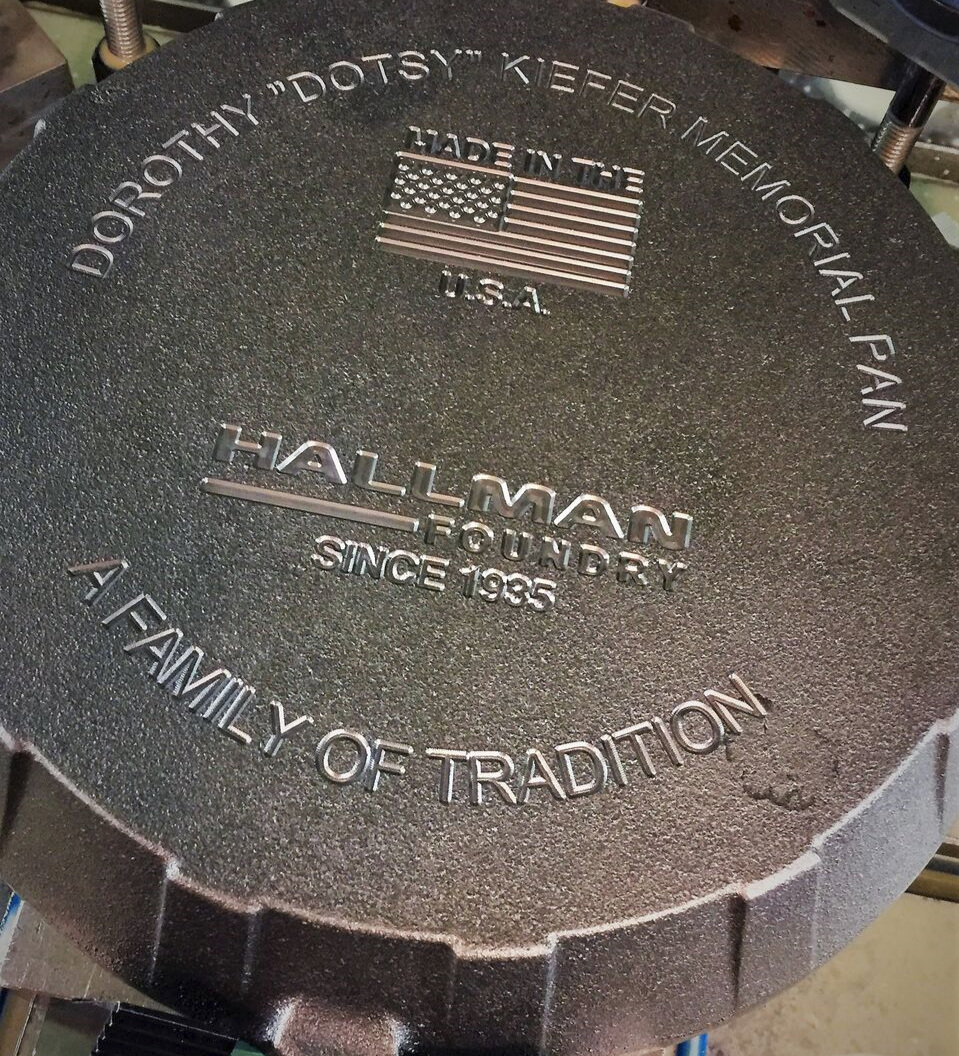 DOROTHY "DOTSY" KIEFER MEMORIAL PAN
MADE IN THE
U.S.A.
HALLMAN
FOUNDRY
SINCE 1935
A FAMILY OF TRADITION